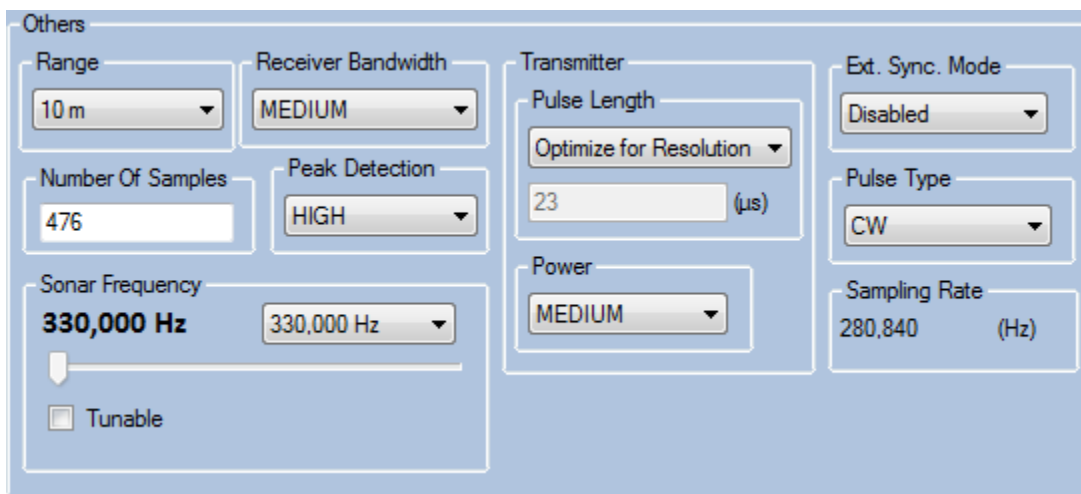 Others
Range
10 m
Receiver Bandwidth
MEDIUM
Number Of Samples
476
Peak Detection
HIGH
Sonar Frequency
330,000 Hz
330,000 Hz
Tunable
Transmitter
Pulse Length
Optimize for Resolution
23 (µs)
Power
MEDIUM
Ext. Sync. Mode
Disabled
Pulse Type
CW
Sampling Rate
280,840 (Hz)